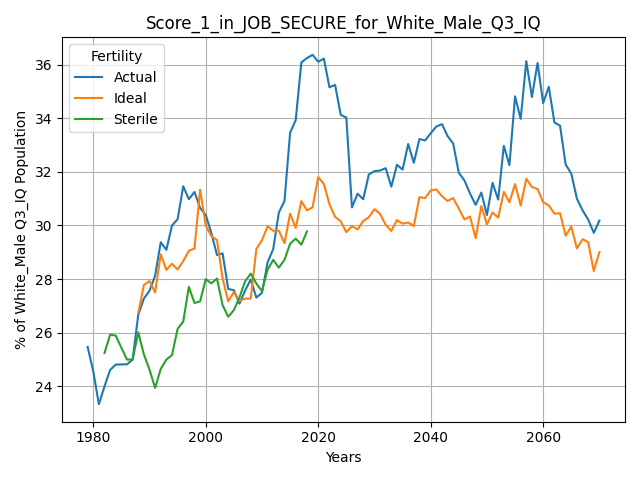 Score_1_in_JOB_SECURE_for_White_Male_Q3_IQ
Fertility
Actual
Ideal
Sterile
% of White_Male Q3_IQ Population
36
34
32
30
28
26
24
1980
2000
2020
2040
2060
Years